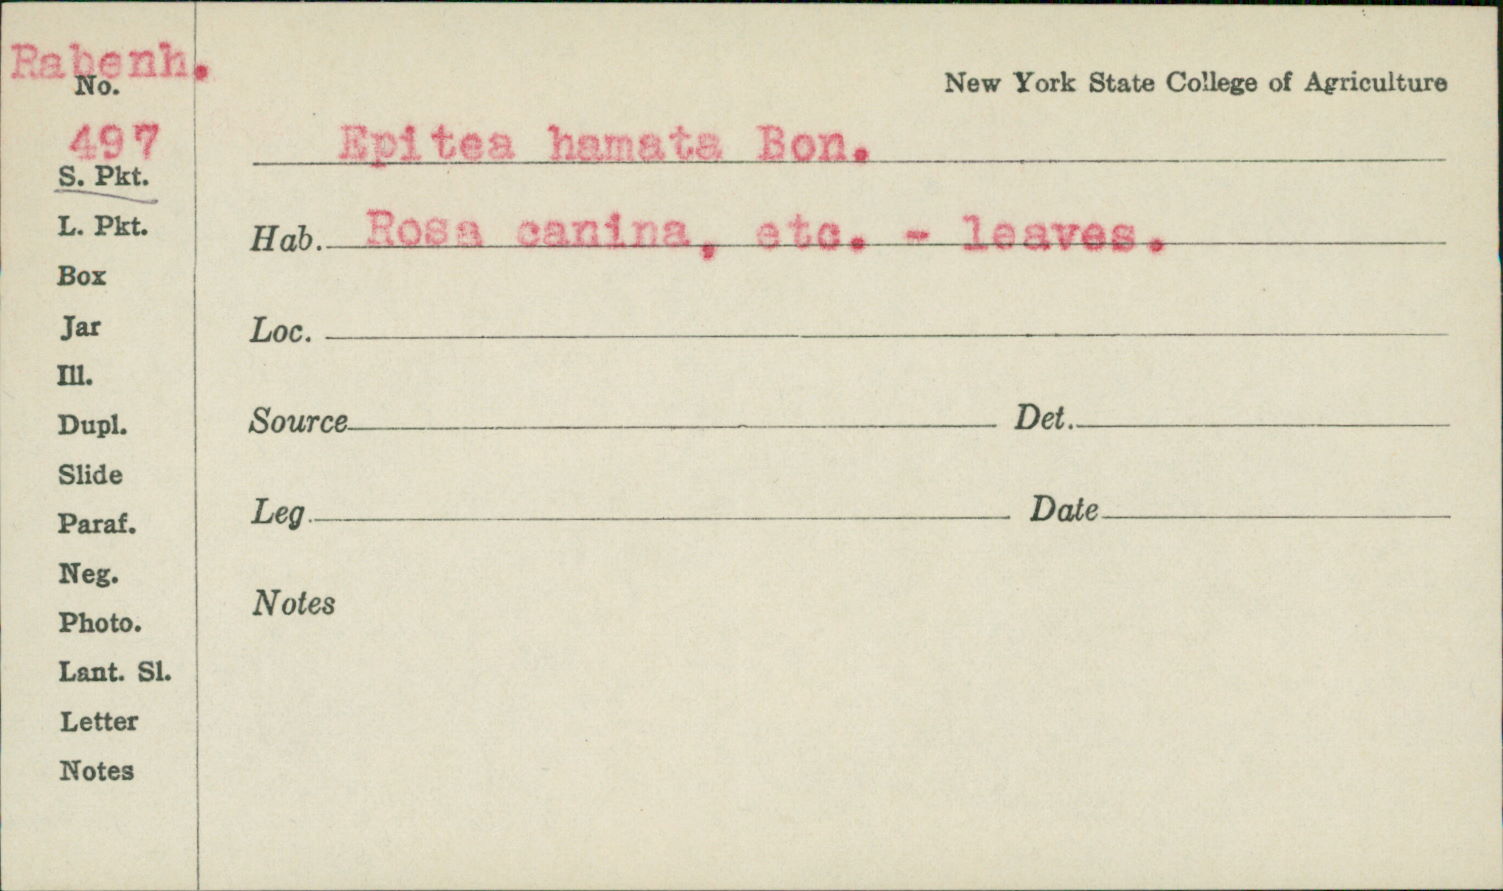 Rabenh.
No.
New York State College of Agriculture
497
Epitea hamata Bon.
S. Pkt.
L. Pkt.
Hab. Rosa canina, etc. - leaves.
Box
Jar
Loc.
Ill.
Dupl.
Source Det.
Slide
Paraf.
Leg Date
Neg.
Notes
Photo.
Lant. Sl.
Letter
Notes